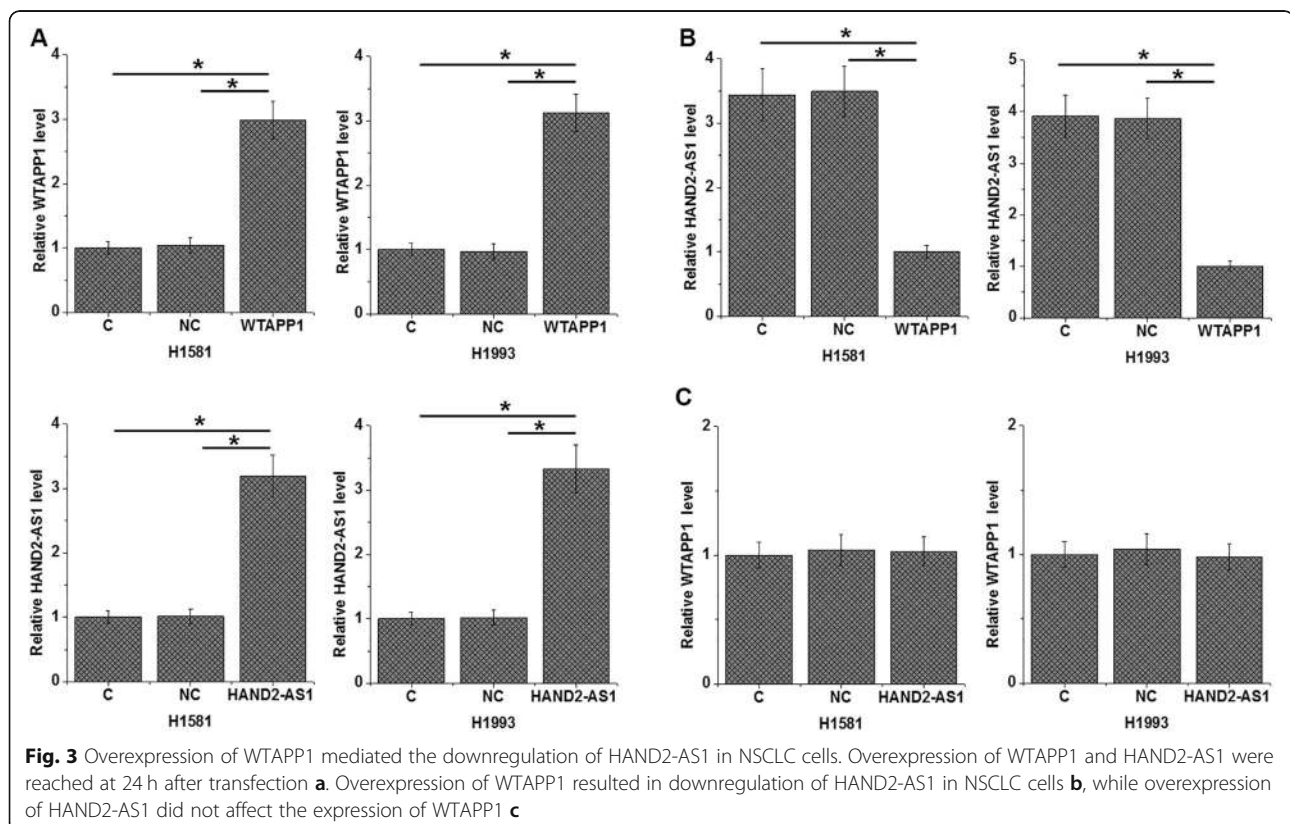 A
*
*
Relative WTAPP1 level
4
3
2
1
0
C NC WTAPP1
H1581
*
*
Relative WTAPP1 level
4
3
2
1
0
C NC WTAPP1
H1993
B
*
*
Relative HAND2-AS1 level
4
3
2
1
0
C NC WTAPP1
H1581
*
*
Relative HAND2-AS1 level
5
4
3
2
1
0
C NC WTAPP1
H1993
*
*
Relative HAND2-AS1 level
4
3
2
1
0
C NC HAND2-AS1
H1581
*
*
Relative HAND2-AS1 level
4
3
2
1
0
C NC HAND2-AS1
H1993
C
Relative WTAPP1 level
2
1
0
C NC HAND2-AS1
H1581
Relative WTAPP1 level
2
1
0
C NC HAND2-AS1
H1993
Fig. 3 Overexpression of WTAPP1 mediated the downregulation of HAND2-AS1 in NSCLC cells. Overexpression of WTAPP1 and HAND2-AS1 were
reached at 24 h after transfection a. Overexpression of WTAPP1 resulted in downregulation of HAND2-AS1 in NSCLC cells b, while overexpression
of HAND2-AS1 did not affect the expression of WTAPP1 c